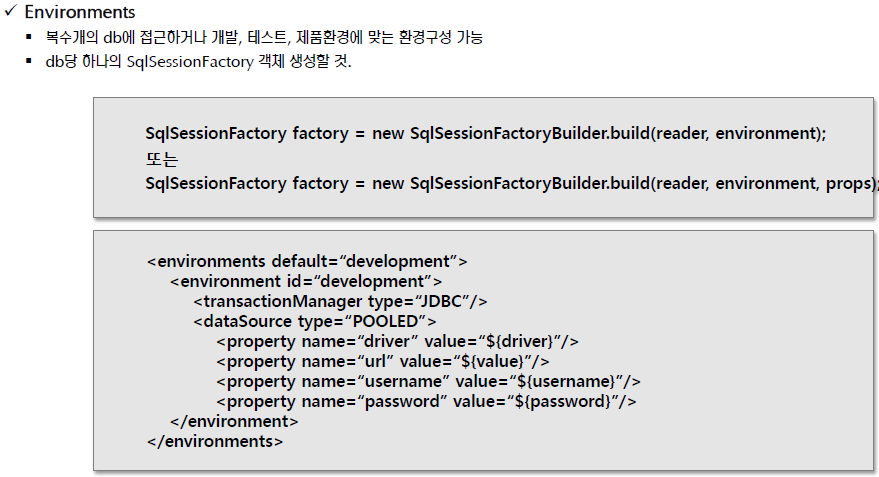 ✓ Environments
▪ 복수개의 db에 접근하거나 개발, 테스트, 제품환경에 맞는 환경구성 가능
▪ db당 하나의 SqlSessionFactory 객체 생성할 것.
SqlSessionFactory factory = new SqlSessionFactoryBuilder.build(reader, environment);
또는
SqlSessionFactory factory = new SqlSessionFactoryBuilder.build(reader, environment, props);
<environments default=“development”>
<environment id=“development”>
<transactionManager type=“JDBC”/>
<dataSource type=“POOLED”>
<property name=“driver” value=“${driver}”/>
<property name=“url” value=“${value}”/>
<property name=“username” value=“${username}”/>
<property name=“password” value=“${password}”/>
</environment>
</environments>